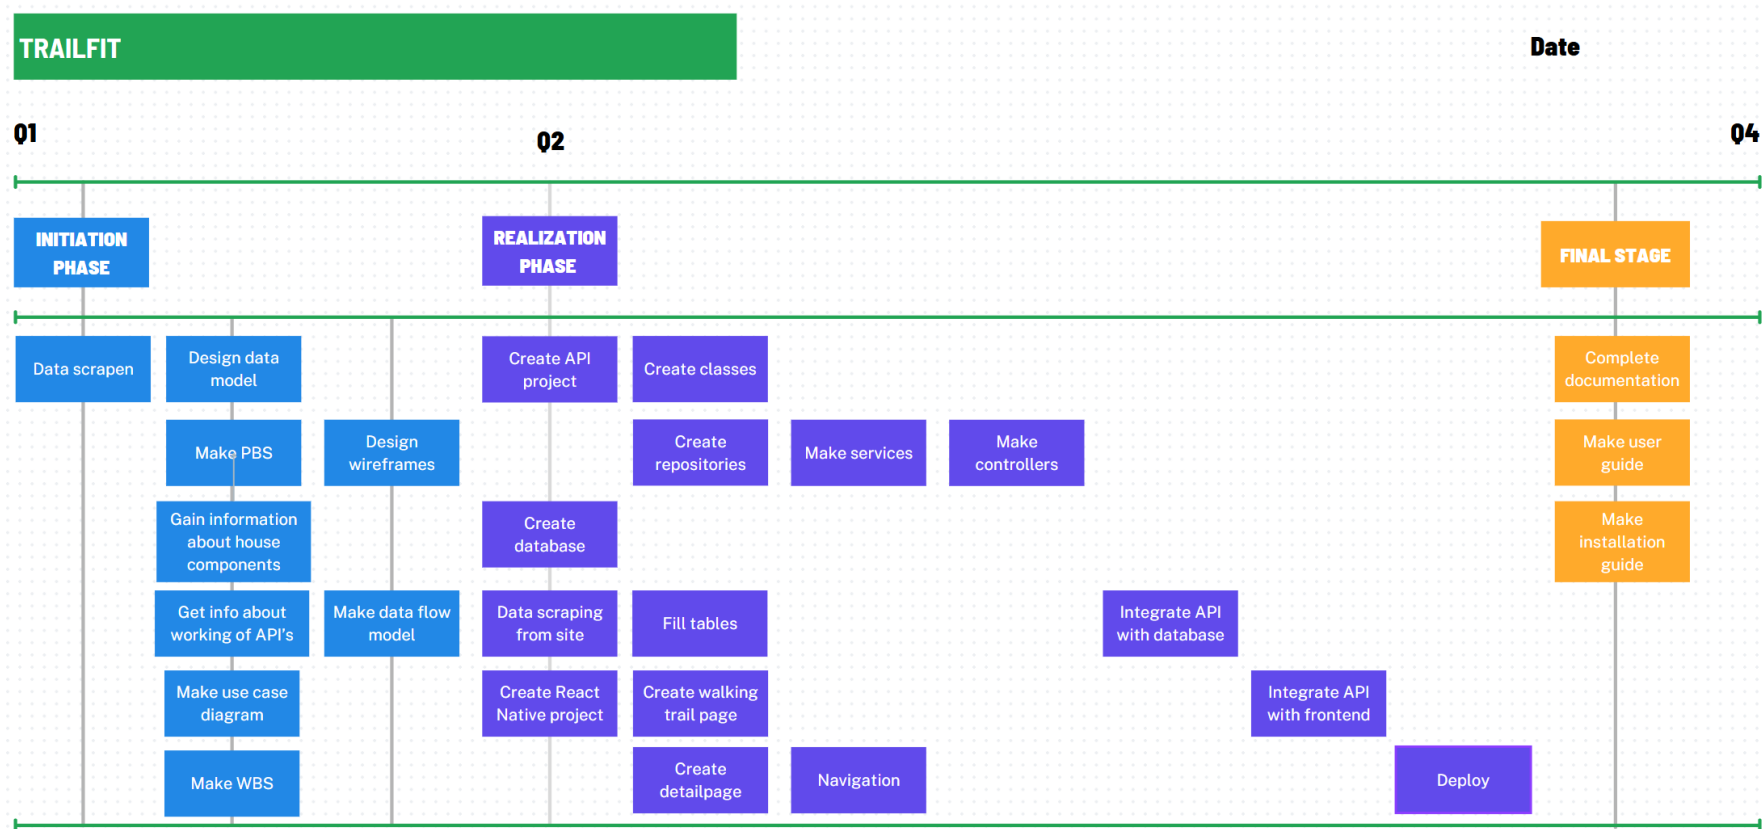 TRAILFIT
Date
Q1
Q2
Q4
INITIATION
PHASE
REALIZATION
PHASE
FINAL STAGE
Data scrapen
Design data
model
Create API
project
Create classes
Complete
documentation
Make PBS
Design
wireframes
Create
repositories
Make services
Make
controllers
Make user
guide
Gain information
about house
components
Create
database
Make
installation
guide
Get info about
working of API's
Make data flow
model
Data scraping
from site
Fill tables
Integrate API
with database
Make use case
diagram
Create React
Native project
Create walking
trail page
Integrate API
with frontend
Make WBS
Create
detailpage
Navigation
Deploy